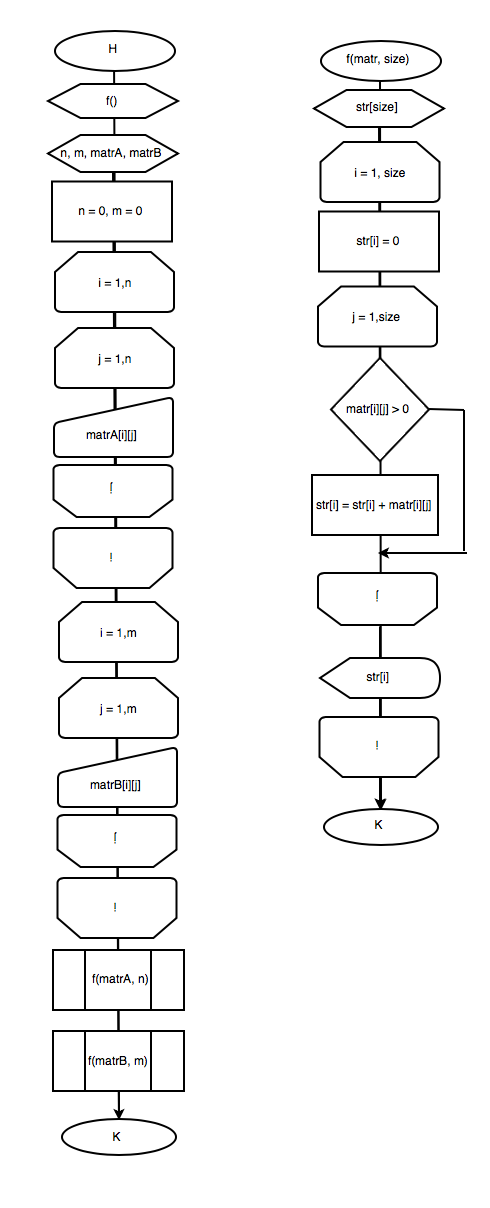 H
f()
n, m, matrA, matrB
n = 0, m = 0
i = 1,n
j = 1,n
matrA[i][j]
i = 1,m
j = 1,m
matrB[i][j]
f(matrA, n)
f(matrB, m)
K
f(matr, size)
str[size]
i = 1, size
str[i] = 0
j = 1,size
matr[i][j] > 0
str[i] = str[i] + matr[i][j]
str[i]
K